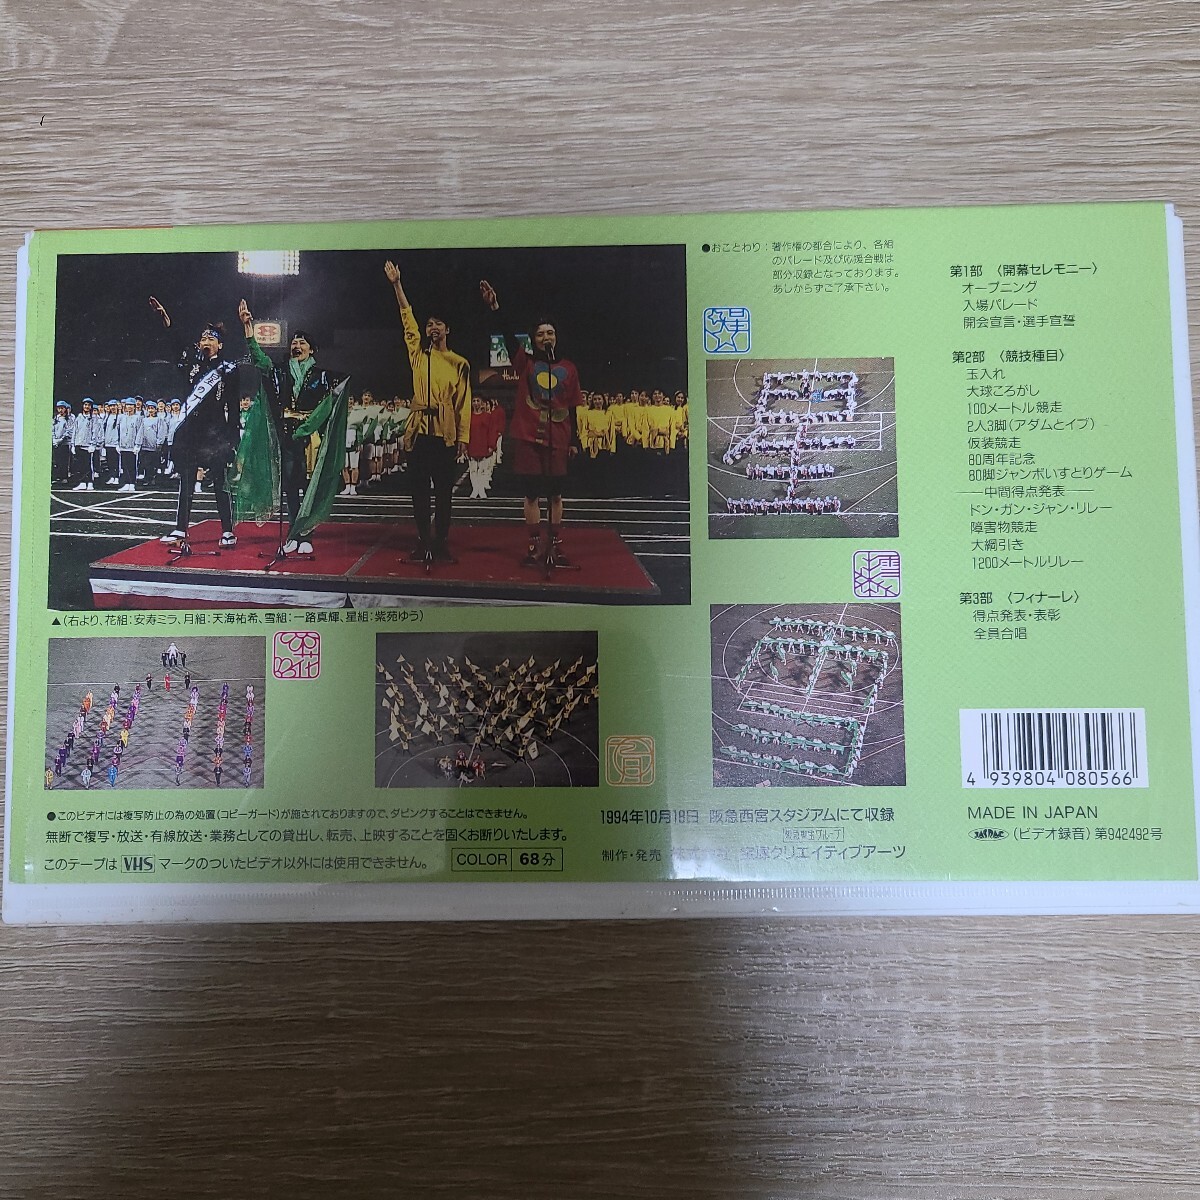 ●おことわり：著作権の都合により、各組
のパレード及び応援合戦は
部分収録となっております。
あしからずご了承下さい。
星
雪
▲(右より、花組：安寿ミラ、月組：天海祐希、雪組：一路真輝、星組：紫苑ゆう)
花
月
第1部 〈開幕セレモニー〉
オープニング
入場パレード
開会宣言・選手宣誓
第2部 〈競技種目〉
玉入れ
大球ころがし
100メートル競走
2人3脚(アダムとイブ)
仮装競走
80周年記念
80脚ジャンボいすとりゲーム
──中間得点発表──
ドン・ガン・ジャン・リレー
障害物競走
大綱引き
1200メートルリレー
第3部 〈フィナーレ〉
得点発表・表彰
全員合唱
4 939804 080566
MADE IN JAPAN
JASRAC (ビデオ録音) 第942492号
●このビデオには複写防止の為の処置(コピーガード)が施されておりますので、ダビングすることはできません。
無断で複写・放送・有線放送・業務としての貸出し、転売、上映することを固くお断りいたします。
このテープは VHS マークのついたビデオ以外には使用できません。 COLOR 68分
1994年10月18日 阪急西宮スタジアムにて収録
阪急東宝グループ
制作・発売 株式会社 宝塚クリエイティブアーツ